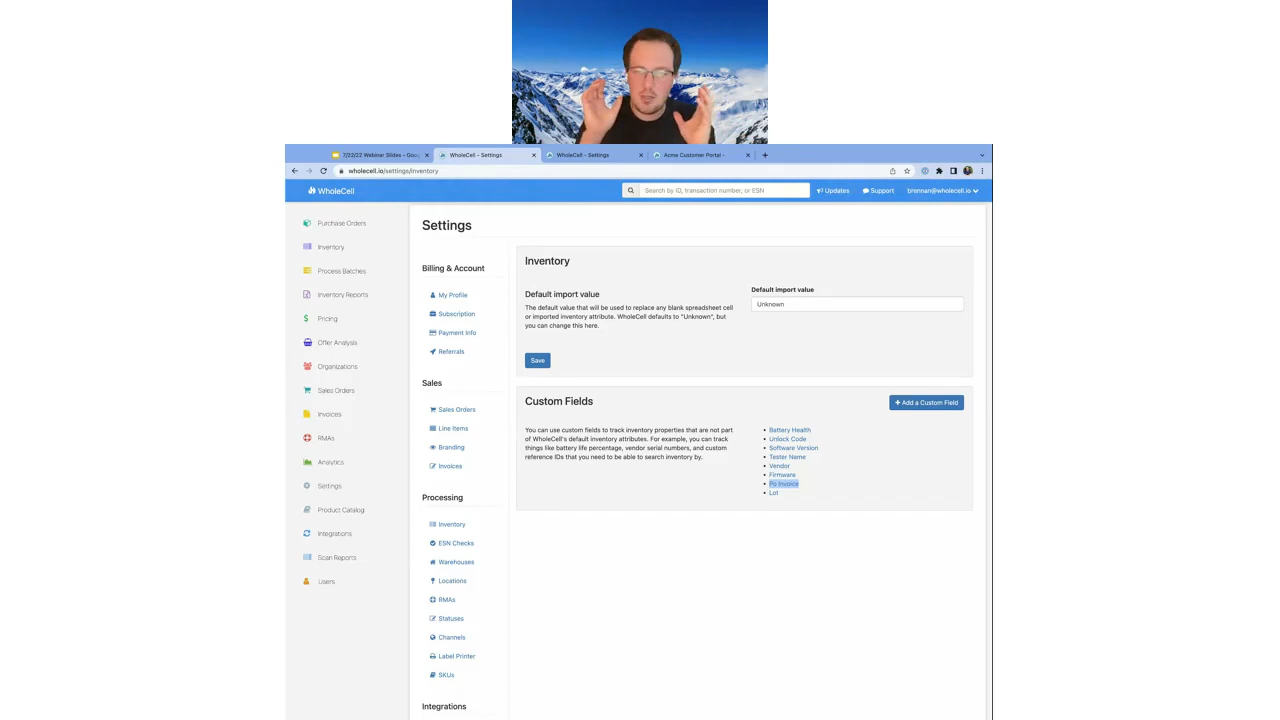 7/22/22 Webinar Slides - Goo
WholeCell - Settings
WholeCell - Settings
Acme Customer Portal -
wholecell.io/settings/inventory
WholeCell
Search by ID, transaction number, or ESN
Updates
Support
brennan@wholecell.io
Purchase Orders
Inventory
Process Batches
Inventory Reports
Pricing
Offer Analysis
Organizations
Sales Orders
Invoices
RMAs
Analytics
Settings
Product Catalog
Integrations
Scan Reports
Users
Settings
Billing & Account
My Profile
Subscription
Payment Info
Referrals
Sales
Sales Orders
Line Items
Branding
Invoices
Processing
Inventory
ESN Checks
Warehouses
Locations
RMAs
Statuses
Channels
Label Printer
SKUs
Integrations
Inventory
Default import value
The default value that will be used to replace any blank spreadsheet cell
or imported inventory attribute. WholeCell defaults to "Unknown", but
you can change this here.
Default import value
Unknown
Save
Custom Fields
+ Add a Custom Field
You can use custom fields to track inventory properties that are not part
of WholeCell's default inventory attributes. For example, you can track
things like battery life percentage, vendor serial numbers, and custom
reference IDs that you need to be able to search inventory by.
Battery Health
Unlock Code
Software Version
Tester Name
Vendor
Firmware
Po Invoice
Lot